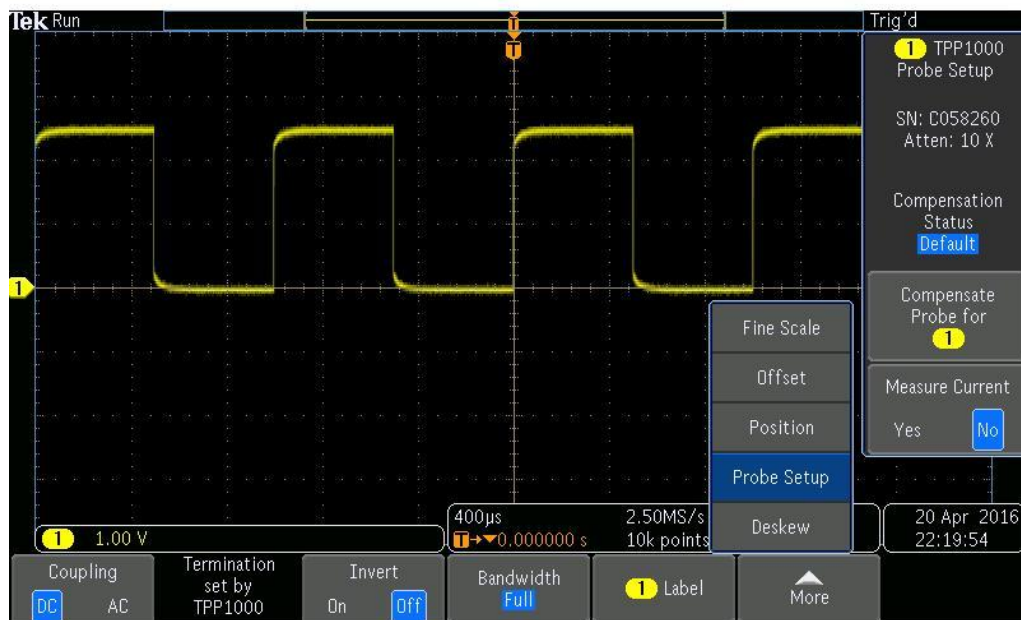 Tek Run
Trig'd
T
T
1 TPP1000
Probe Setup
SN: C058260
Atten: 10 X
Compensation
Status
Default
1
Compensate
Probe for
1
Measure Current
Yes No
Fine Scale
Offset
Position
Probe Setup
Deskew
1 1.00 V
400µs 2.50MS/s
T→▼0.000000 s 10k points
20 Apr 2016
22:19:54
Coupling
DC AC
Termination
set by
TPP1000
Invert
On Off
Bandwidth
Full
1 Label
More